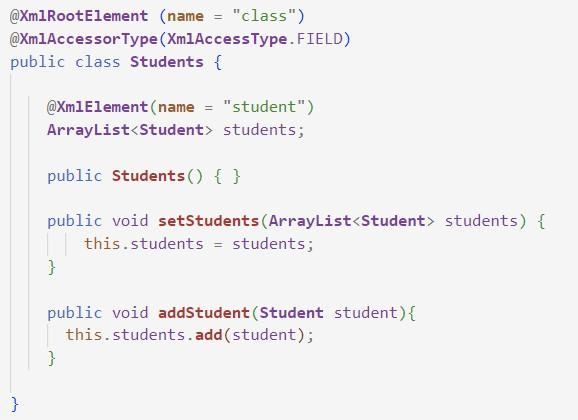 @XmlRootElement (name = "class")
@XmlAccessorType(XmlAccessType.FIELD)
public class Students {
@XmlElement(name = "student")
ArrayList<Student> students;
public Students() { }
public void setStudents(ArrayList<Student> students) {
this.students = students;
}
public void addStudent(Student student){
this.students.add(student);
}
}